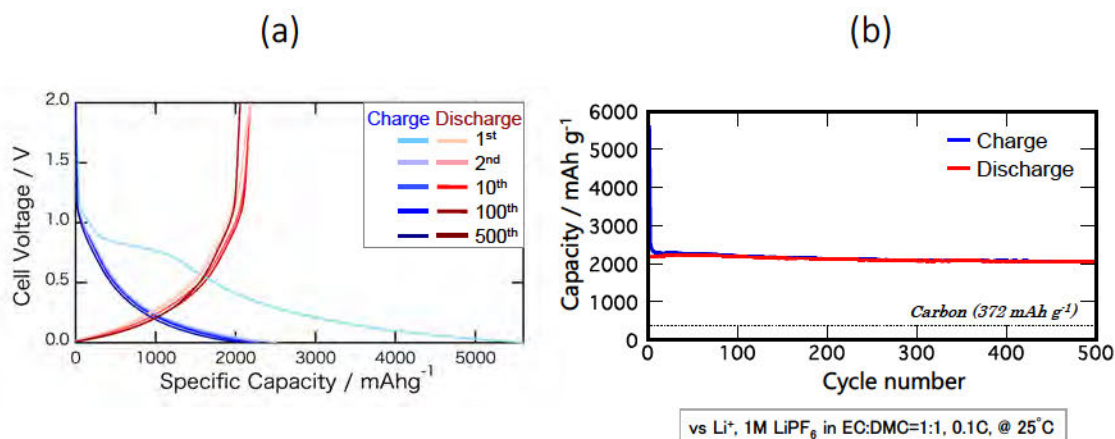 (a)
(b)
2.0
1.5
1.0
0.5
0.0
Cell Voltage / V
0 1000 2000 3000 4000 5000
Specific Capacity / mAhg-1
Charge Discharge
1st
2nd
10th
100th
500th
6000
5000
4000
3000
2000
1000
0
Capacity / mAh g-1
Charge
Discharge
Carbon (372 mAh g-1)
0 100 200 300 400 500
Cycle number
vs Li+, 1M LiPF6 in EC:DMC=1:1, 0.1C, @ 25°C